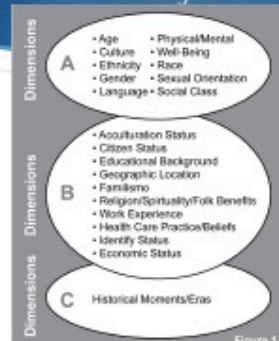 Dimensions
A
• Age
• Culture
• Ethnicity
• Gender
• Language
• Physical/Mental
• Well-Being
• Race
• Sexual Orientation
• Social Class
Dimensions
B
• Acculturation Status
• Citizen Status
• Educational Background
• Geographic Location
• Familismo
• Religion/Spirtuality/Folk Benefits
• Work Experience
• Health Care Practice/Beliefs
• Identify Status
• Economic Status
Dimensions
C
Historical Moments/Eras
Figure 1